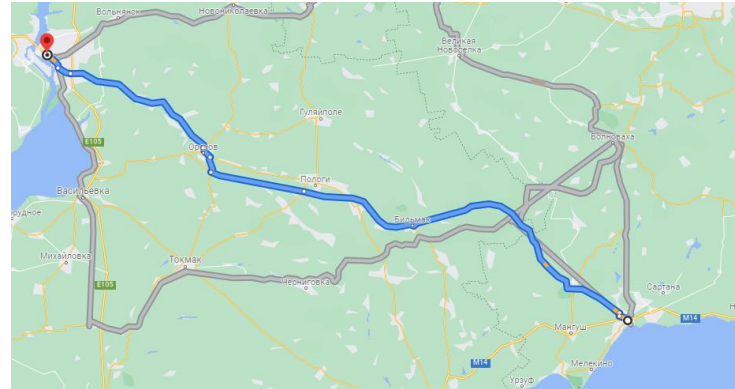 Вольнянск
Новониколаевка
Великая
Новоселка
Гуляйполе
E105
Орехов
Волноваха
Пологи
Васильевка
Бильмак
Михайловка
Токмак
E105
Черниговка
Сартана
M14
Мангуш
M14
Мелекино
Урзуф